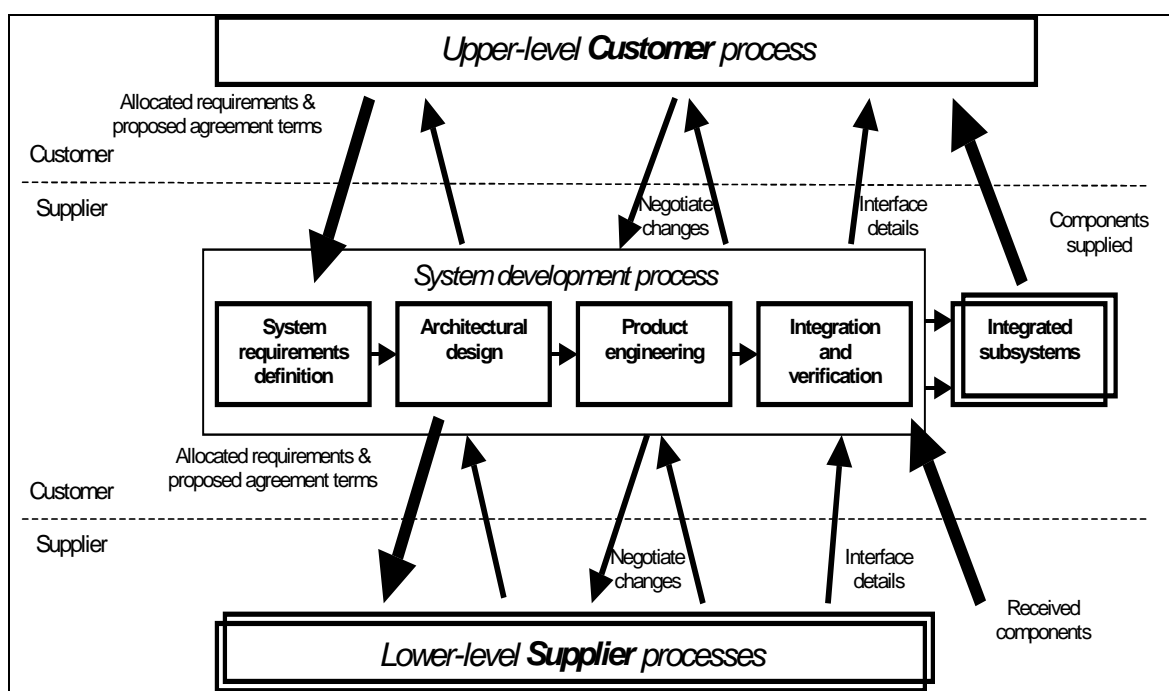 Upper-level Customer process
Allocated requirements &
proposed agreement terms
Customer
Supplier
Negotiate
changes
Interface
details
Components
supplied
System development process
System
requirements
definition
Architectural
design
Product
engineering
Integration
and
verification
Integrated
subsystems
Allocated requirements &
proposed agreement terms
Customer
Supplier
Negotiate
changes
Interface
details
Received
components
Lower-level Supplier processes